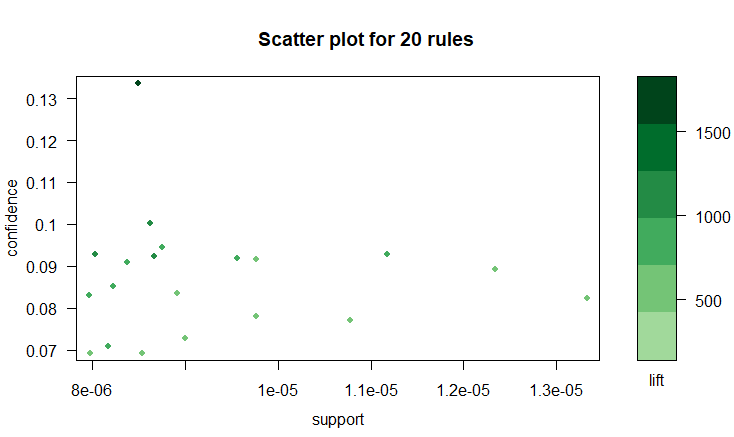 Scatter plot for 20 rules
0.13
0.12
0.11
0.1
0.09
0.08
0.07
confidence
8e-06
1e-05
1.1e-05
1.2e-05
1.3e-05
support
1500
1000
500
lift